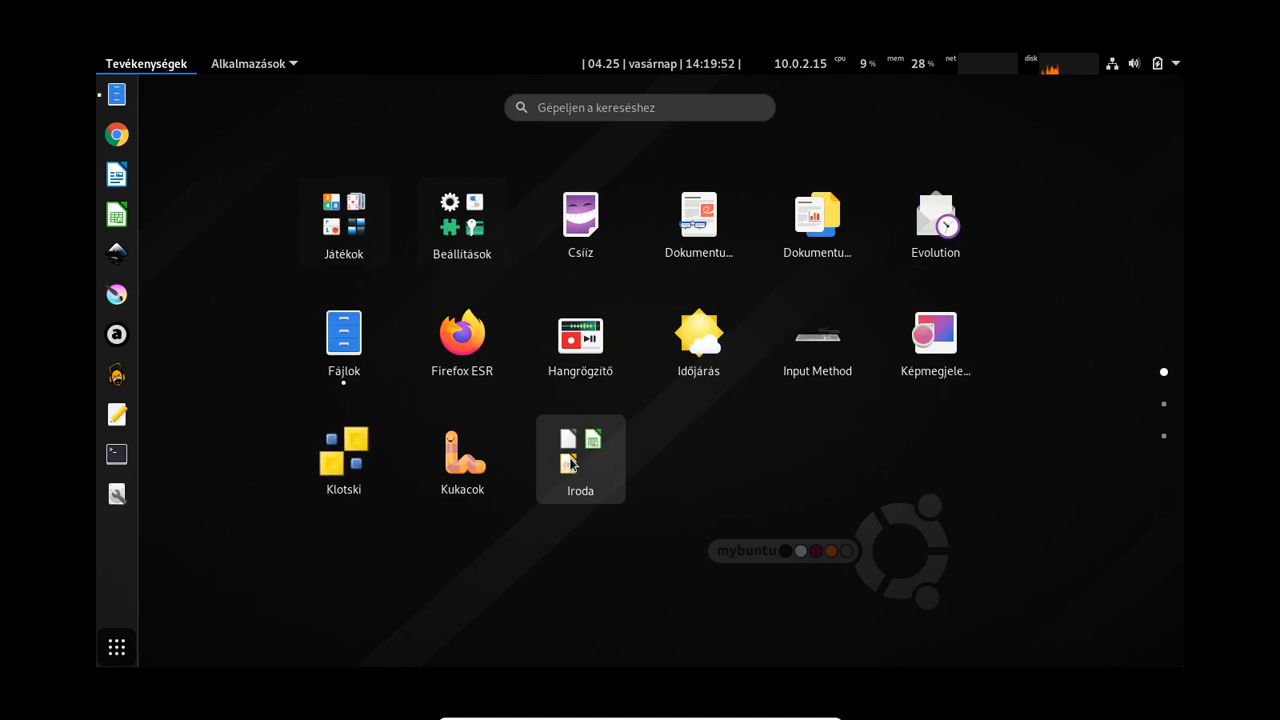 Tevékenységek Alkalmazások | 04.25 | vasárnap | 14:19:52 | 10.0.2.15 cpu 9 % mem 28 % net disk
Gépeljen a kereséshez
Játékok Beállítások Csííz Dokumentu... Dokumentu... Evolution
Fájlok Firefox ESR Hangrögzítő Időjárás Input Method Képmegjele...
Klotski Kukacok Iroda
mybuntu